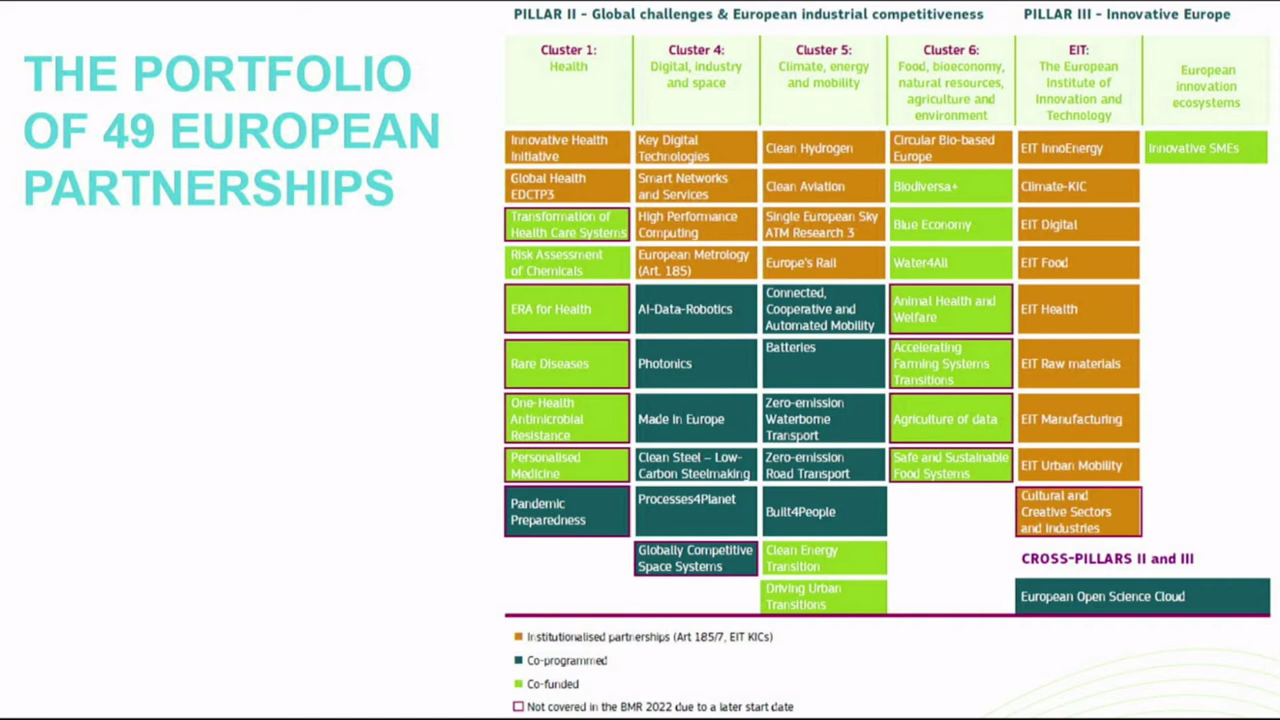 THE PORTFOLIO
OF 49 EUROPEAN
PARTNERSHIPS
PILLAR II - Global challenges & European industrial competitiveness
PILLAR III - Innovative Europe
Cluster 1:
Health
Cluster 4:
Digital, industry
and space
Cluster 5:
Climate, energy
and mobility
Cluster 6:
Food, bioeconomy,
natural resources,
agriculture and
environment
EIT:
The European
Institute of
Innovation and
Technology
European
innovation
ecosystems
Innovative Health
Initiative
Key Digital
Technologies
Clean Hydrogen
Circular Bio-based
Europe
EIT InnoEnergy
Innovative SMEs
Global Health
EDCTP3
Smart Networks
and Services
Clean Aviation
Biodiversa+
Climate-KIC
Transformation of
Health Care Systems
High Performance
Computing
Single European Sky
ATM Research 3
Blue Economy
EIT Digital
Risk Assessment
of Chemicals
European Metrology
(Art. 185)
Europe's Rail
Water4All
EIT Food
ERA for Health
AI-Data-Robotics
Connected,
Cooperative and
Automated Mobility
Animal Health and
Welfare
EIT Health
Rare Diseases
Photonics
Batteries
Accelerating
Farming Systems
Transitions
EIT Raw materials
One-Health
Antimicrobial
Resistance
Made in Europe
Zero-emission
Waterborne
Transport
Agriculture of data
EIT Manufacturing
Personalised
Medicine
Clean Steel – Low-
Carbon Steelmaking
Zero-emission
Road Transport
Safe and Sustainable
Food Systems
EIT Urban Mobility
Pandemic
Preparedness
Processes4Planet
Built4People
Cultural and
Creative Sectors
and Industries
Globally Competitive
Space Systems
Clean Energy
Transition
CROSS-PILLARS II and III
Driving Urban
Transitions
European Open Science Cloud
Institutionalised partnerships (Art 185/7, EIT KICs)
Co-programmed
Co-funded
Not covered in the BMR 2022 due to a later start date